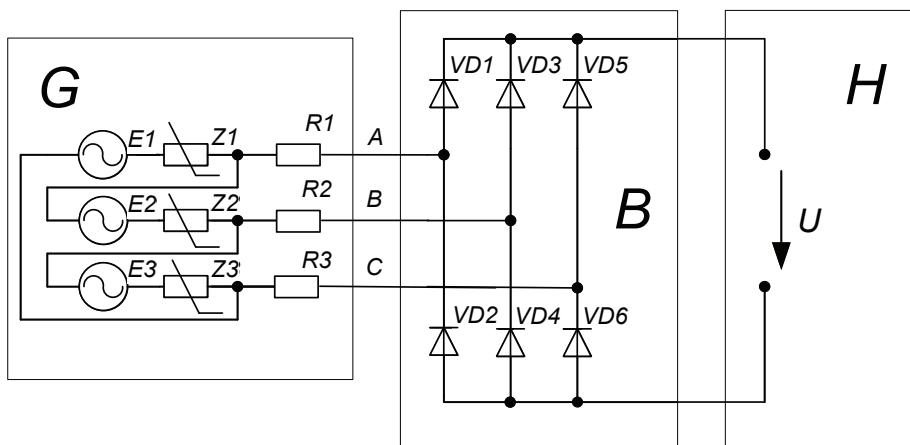 VD1 VD3 VD5
G
H
R1 A
E1 Z1
R2 B
E2 Z2
B
U
R3 C
E3 Z3
VD2 VD4 VD6